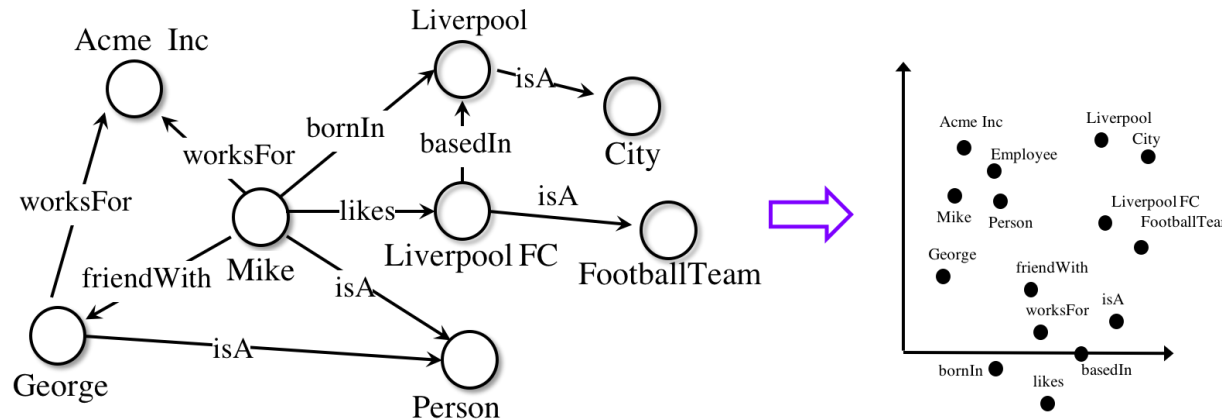 Acme Inc
Liverpool
isA
City
bornIn
basedIn
worksFor
worksFor
likes
isA
Mike
Liverpool FC
FootballTeam
friendWith
isA
isA
George
Person
Acme Inc
Liverpool
City
Employee
Mike
Person
Liverpool FC
FootballTea
George
friendWith
worksFor
isA
bornIn
basedIn
likes